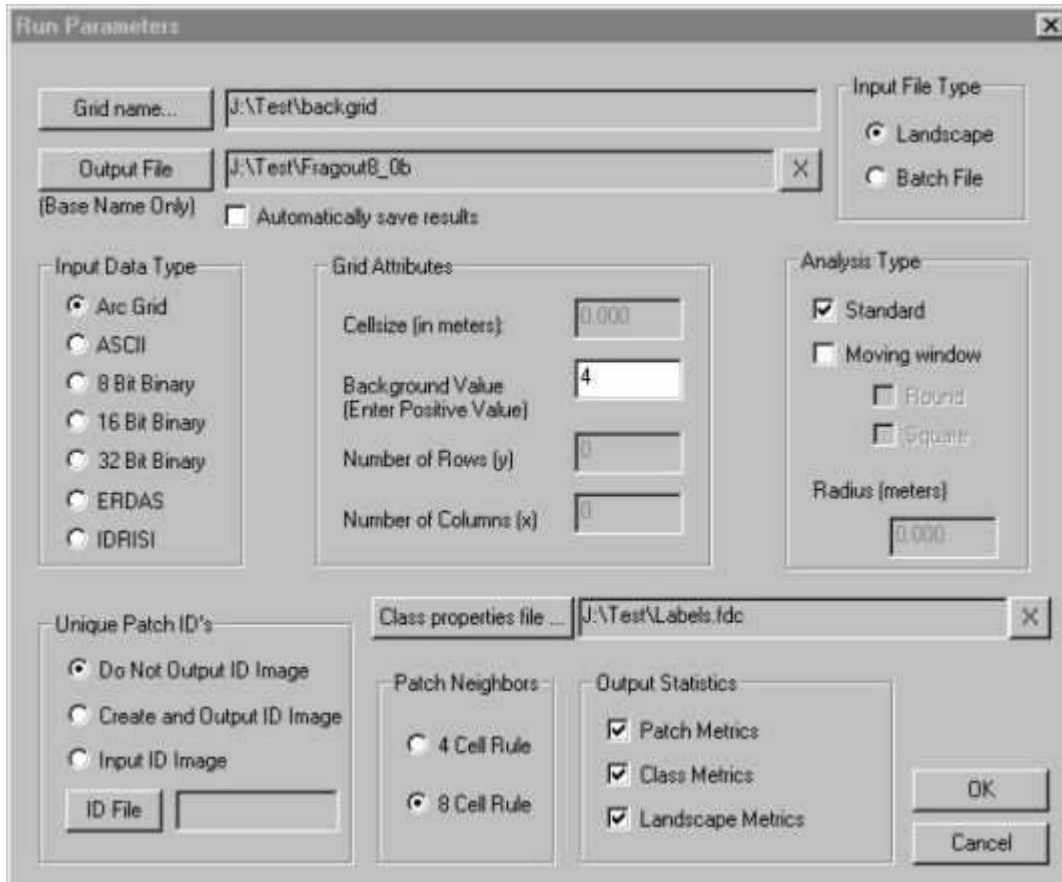 Run Parameters
Grid name...
J:\Test\backgrid
Output File
J:\Test\Fragout8_0b
X
(Base Name Only)
Automatically save results
Input File Type
Landscape
Batch File
Input Data Type
Arc Grid
ASCII
8 Bit Binary
16 Bit Binary
32 Bit Binary
ERDAS
IDRISI
Grid Attributes
Cellsize (in meters):
0.000
Background Value
(Enter Positive Value)
4
Number of Rows (y)
0
Number of Columns (x)
0
Analysis Type
Standard
Moving window
Round
Square
Radius (meters)
0.000
Class properties file ...
J:\Test\Labels.fdc
X
Unique Patch ID's
Do Not Output ID Image
Create and Output ID Image
Input ID Image
ID File
Patch Neighbors
4 Cell Rule
8 Cell Rule
Output Statistics
Patch Metrics
Class Metrics
Landscape Metrics
OK
Cancel